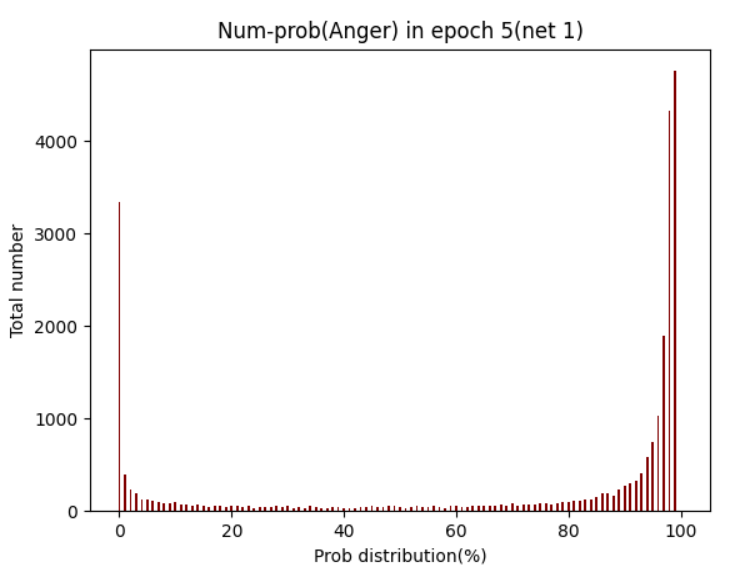 Num-prob(Anger) in epoch 5(net 1)
4000
3000
2000
1000
0
Total number
0 20 40 60 80 100
Prob distribution(%)